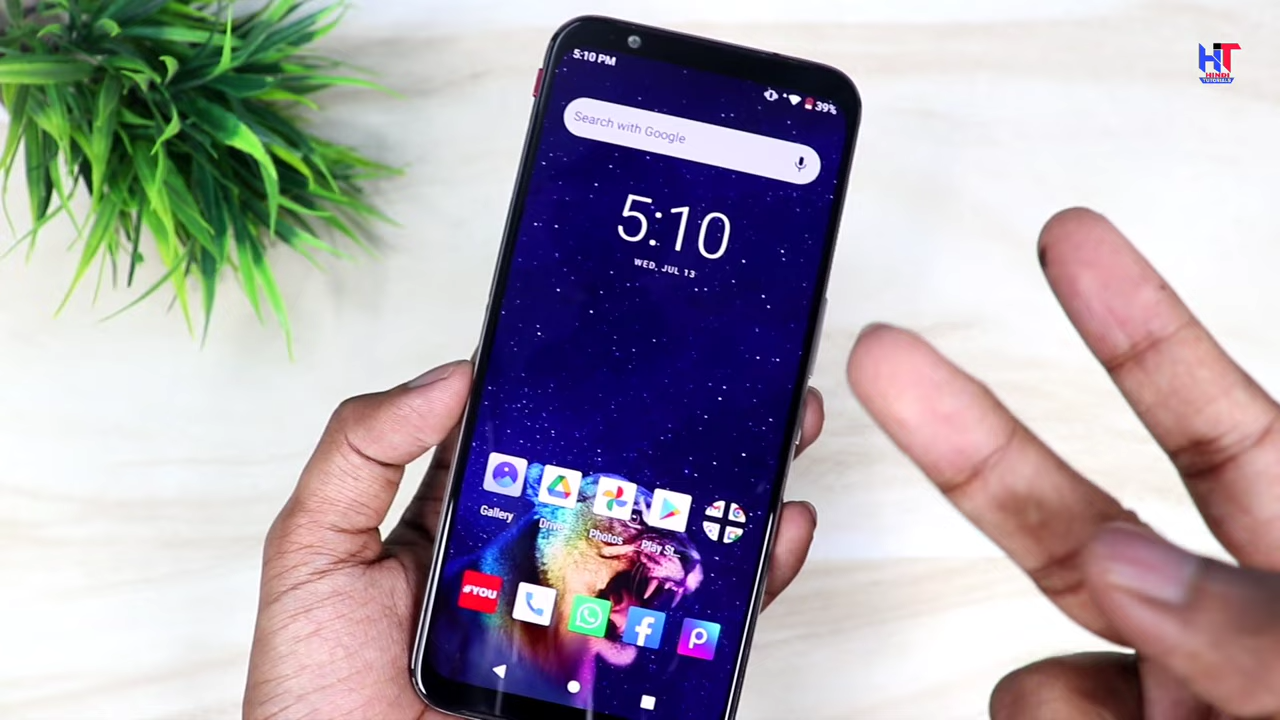 HT
HINDI
TUTORIALS
5:10 PM
39%
Search with Google
5:10
WED, JUL 13
Gallery
Drive
Photos
Play St...
#YOU